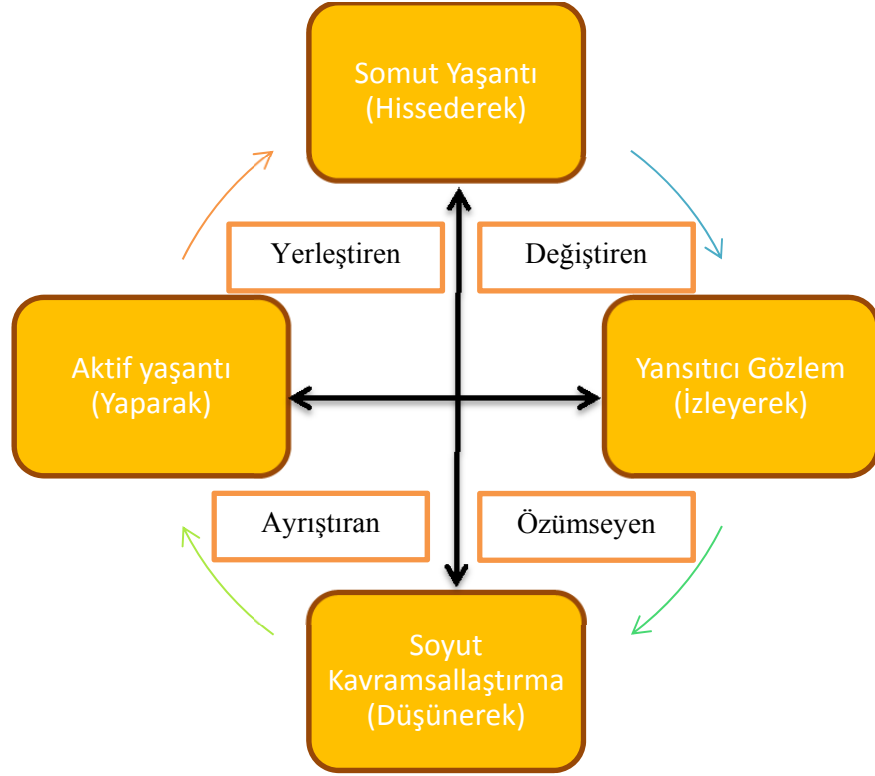 Somut Yaşantı
(Hissederek)
Yerleştiren
Değiştiren
Aktif yaşantı
(Yaparak)
Yansıtıcı Gözlem
(İzleyerek)
Ayrıştıran
Özümseyen
Soyut
Kavramsallaştırma
(Düşünerek)